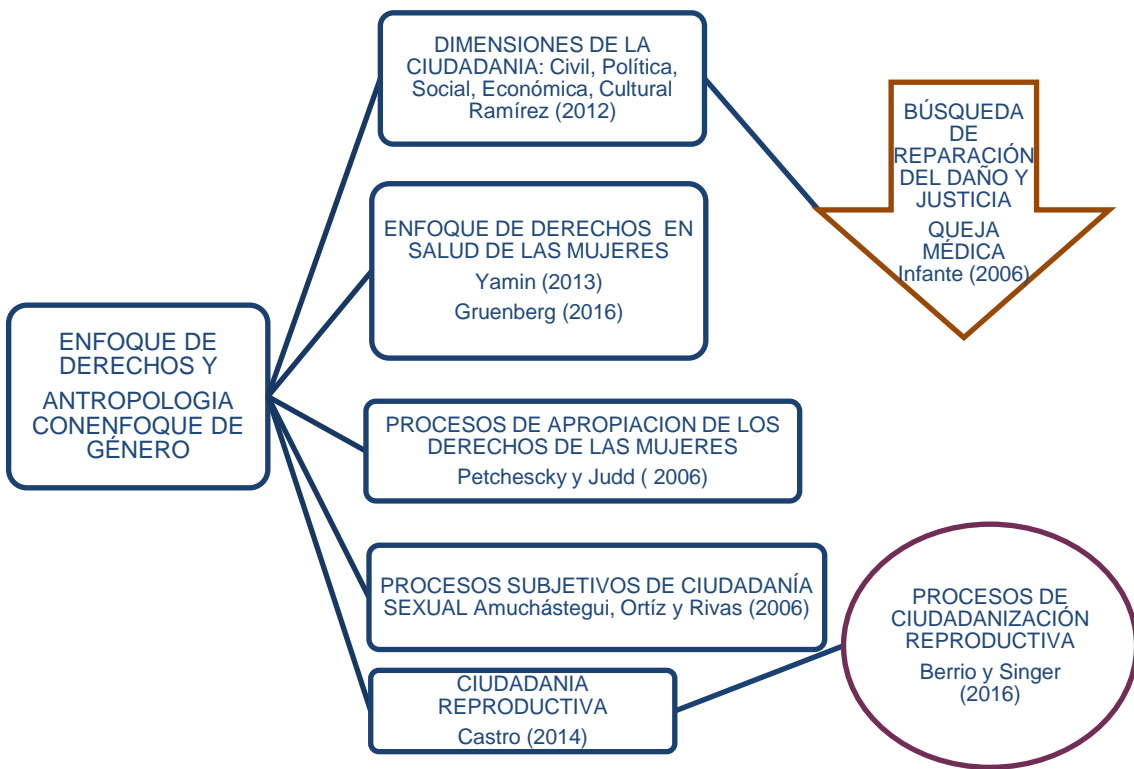 DIMENSIONES DE LA
CIUDADANIA: Civil, Política,
Social, Económica, Cultural
Ramírez (2012)
BÚSQUEDA
DE
REPARACIÓN
DEL DAÑO Y
JUSTICIA
QUEJA
MÉDICA
Infante (2006)
ENFOQUE DE DERECHOS EN
SALUD DE LAS MUJERES
Yamin (2013)
Gruenberg (2016)
ENFOQUE DE
DERECHOS Y
ANTROPOLOGIA
CONENFOQUE DE
GÉNERO
PROCESOS DE APROPIACION DE LOS
DERECHOS DE LAS MUJERES
Petchescky y Judd ( 2006)
PROCESOS SUBJETIVOS DE CIUDADANÍA
SEXUAL Amuchástegui, Ortíz y Rivas (2006)
PROCESOS DE
CIUDADANIZACIÓN
REPRODUCTIVA
Berrio y Singer
(2016)
CIUDADANIA
REPRODUCTIVA
Castro (2014)